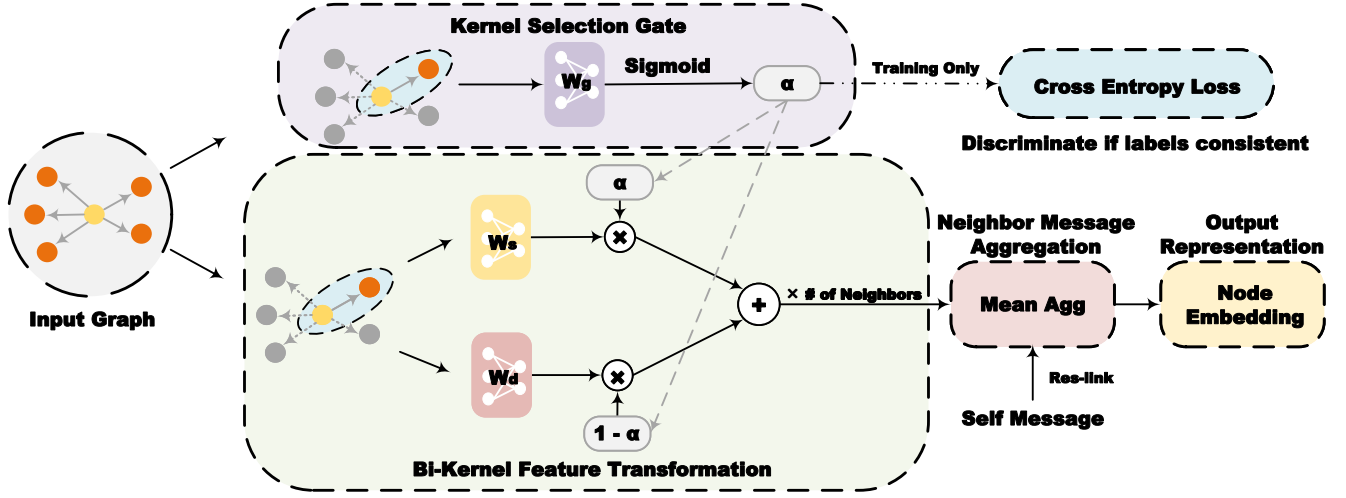 Kernel Selection Gate
Wg
Sigmoid
α
Training Only
Cross Entropy Loss
Discriminate if labels consistent
Input Graph
α
Ws
×
Wd
×
1 - α
+
× # of Neighbors
Bi-Kernel Feature Transformation
Neighbor Message
Aggregation
Mean Agg
Res-link
Self Message
Output
Representation
Node
Embedding